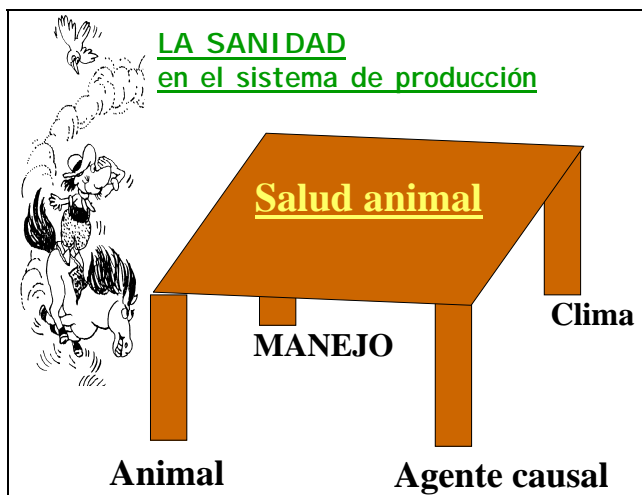 LA SANIDAD
en el sistema de producción
Salud animal
Clima
MANEJO
Animal
Agente causal